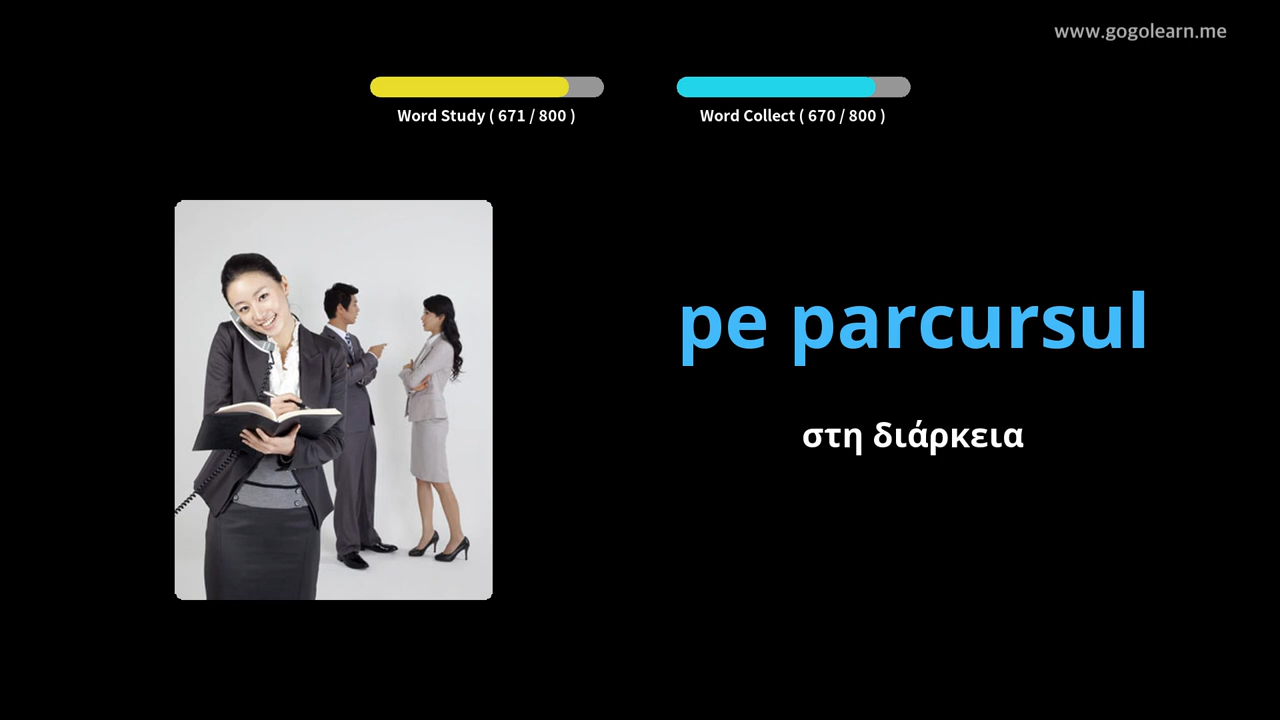 www.gogolearn.me
Word Study ( 671 / 800 )
Word Collect ( 670 / 800 )
pe parcursul
στη διάρκεια